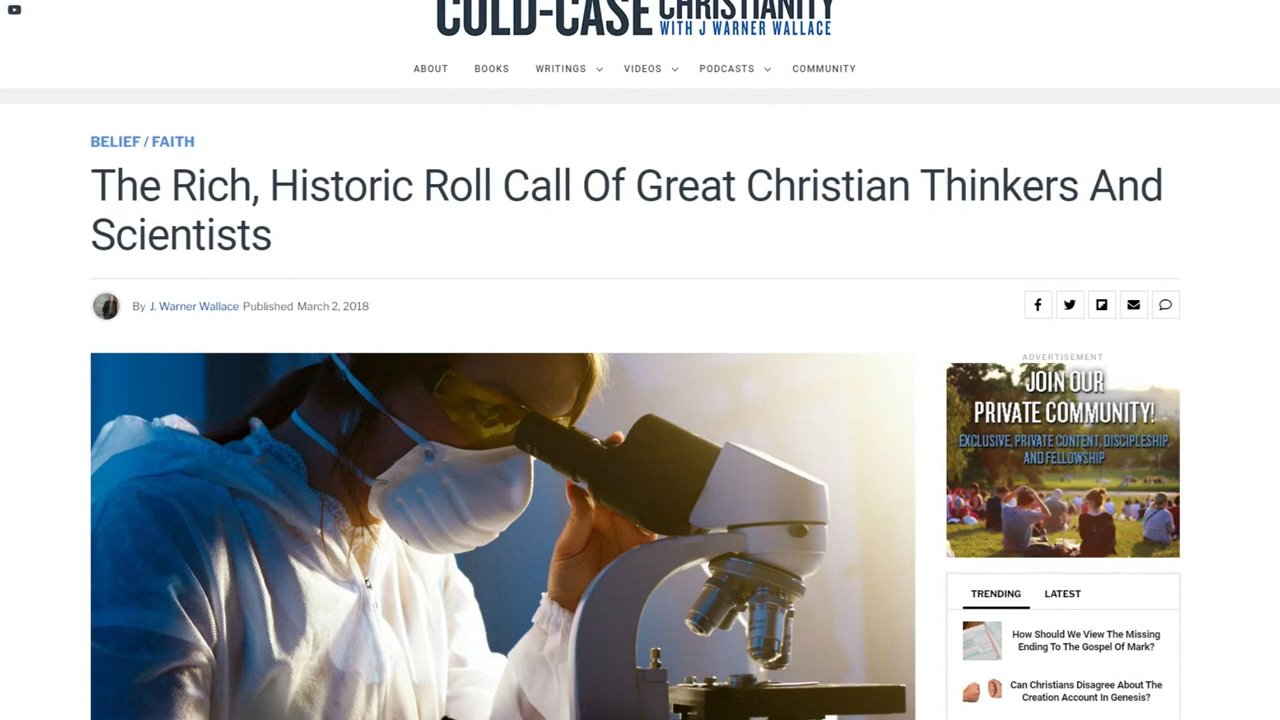 COLD-CASE CHRISTIANITY
WITH J WARNER WALLACE
ABOUT BOOKS WRITINGS VIDEOS PODCASTS COMMUNITY
BELIEF / FAITH
The Rich, Historic Roll Call Of Great Christian Thinkers And
Scientists
By J. Warner Wallace Published March 2, 2018
ADVERTISEMENT
JOIN OUR
PRIVATE COMMUNITY!
EXCLUSIVE, PRIVATE CONTENT, DISCIPLESHIP,
AND FELLOWSHIP
TRENDING LATEST
How Should We View The Missing
Ending To The Gospel Of Mark?
Can Christians Disagree About The
Creation Account In Genesis?